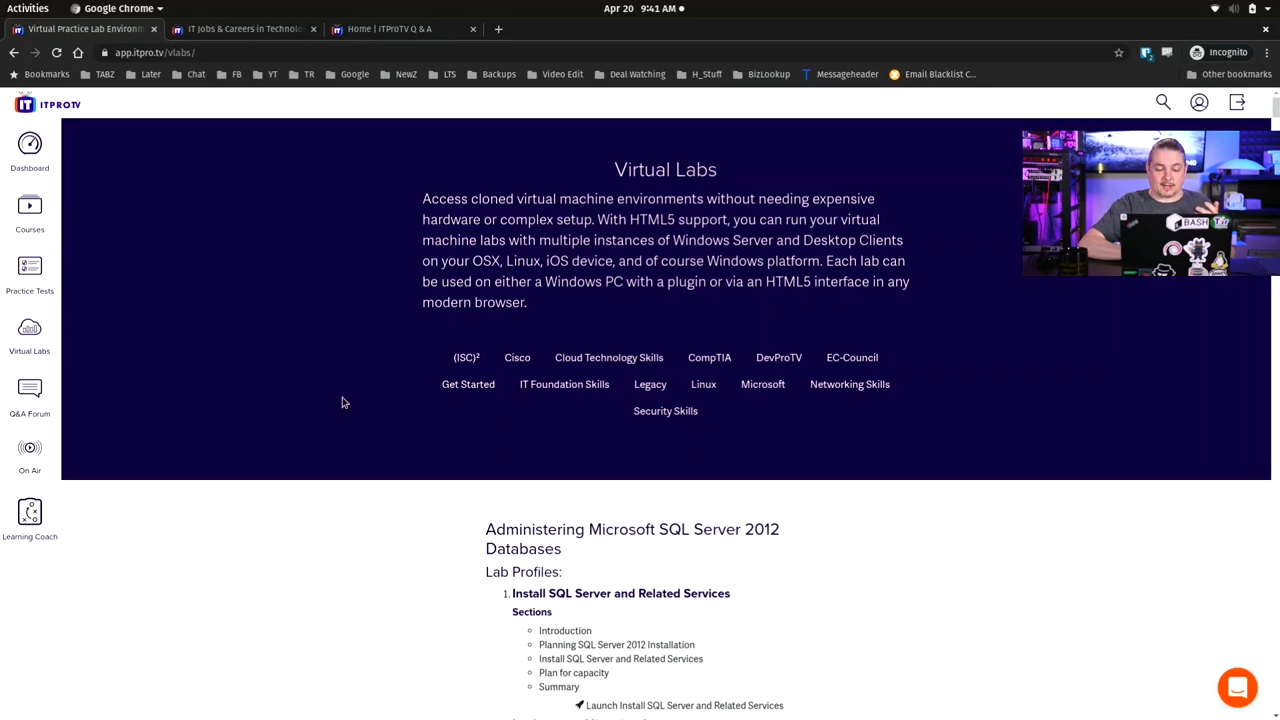 Activities
Google Chrome
Apr 20 9:41 AM
Virtual Practice Lab Environ
IT Jobs & Careers in Technolo
Home | ITProTV Q & A
app.itpro.tv/vlabs/
2
Incognito
Bookmarks
TABZ
Later
Chat
FB
YT
TR
Google
NewZ
LTS
Backups
Video Edit
Deal Watching
H_Stuff
BizLookup
Messageheader
Email Blacklist C...
Other bookmarks
IT ITPROTV
Dashboard
Courses
Practice Tests
Virtual Labs
Q&A Forum
On Air
Learning Coach
Virtual Labs
Access cloned virtual machine environments without needing expensive
hardware or complex setup. With HTML5 support, you can run your virtual
machine labs with multiple instances of Windows Server and Desktop Clients
on your OSX, Linux, iOS device, and of course Windows platform. Each lab can
be used on either a Windows PC with a plugin or via an HTML5 interface in any
modern browser.
(ISC)² Cisco Cloud Technology Skills CompTIA DevProTV EC-Council
Get Started IT Foundation Skills Legacy Linux Microsoft Networking Skills
Security Skills
BASH
Administering Microsoft SQL Server 2012
Databases
Lab Profiles:
1. Install SQL Server and Related Services
Sections
Introduction
Planning SQL Server 2012 Installation
Install SQL Server and Related Services
Plan for capacity
Summary
Launch Install SQL Server and Related Services